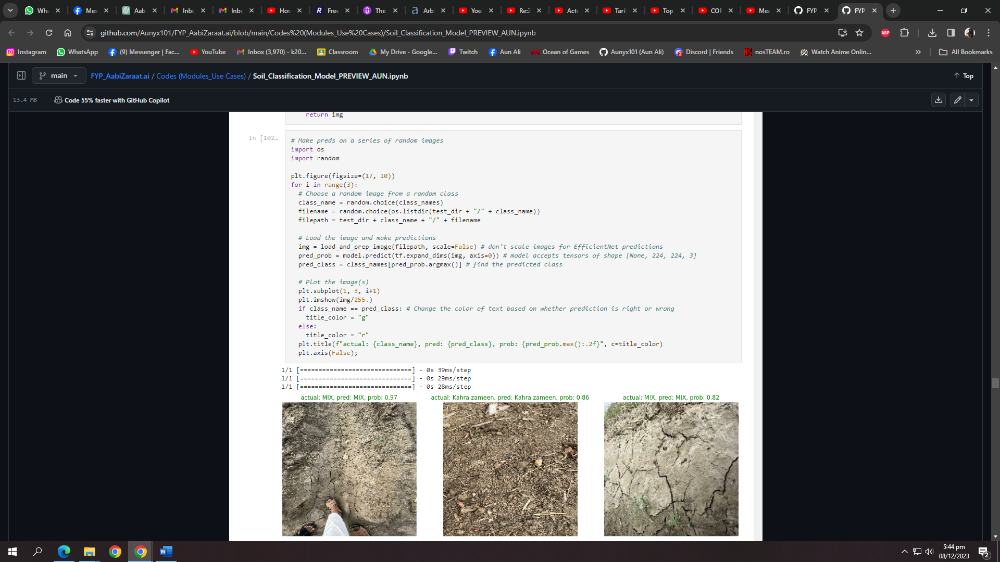 Wha
Mes
Aab
Inbo
Inbo
How
Free
The
Arbi
You
Re:Z
Actu
Tari
Top
COR
Mea
FYP
FYP
github.com/Aunyx101/FYP_AabiZaraat.ai/blob/main/Codes%20(Modules_Use%20Cases)/Soil_Classification_Model_PREVIEW_AUN.ipynb
ABP
Instagram WhatsApp (9) Messenger | Fac... YouTube Inbox (3,970) - k20... Classroom My Drive - Google... Twitch Aun Ali Ocean of Games Aunyx101 (Aun Ali) Discord | Friends NS nosTEAM.ro Watch Anime Onlin... » All Bookmarks
main FYP_AabiZaraat.ai / Codes (Modules_Use Cases) / Soil_Classification_Model_PREVIEW_AUN.ipynb Top
13.4 MB Code 55% faster with GitHub Copilot
return img
In [102...
# Make preds on a series of random images
import os
import random
plt.figure(figsize=(17, 10))
for i in range(3):
# Choose a random image from a random class
class_name = random.choice(class_names)
filename = random.choice(os.listdir(test_dir + "/" + class_name))
filepath = test_dir + class_name + "/" + filename
# Load the image and make predictions
img = load_and_prep_image(filepath, scale=False) # don't scale images for EfficientNet predictions
pred_prob = model.predict(tf.expand_dims(img, axis=0)) # model accepts tensors of shape [None, 224, 224, 3]
pred_class = class_names[pred_prob.argmax()] # find the predicted class
# Plot the image(s)
plt.subplot(1, 3, i+1)
plt.imshow(img/255.)
if class_name == pred_class: # Change the color of text based on whether prediction is right or wrong
title_color = "g"
else:
title_color = "r"
plt.title(f"actual: {class_name}, pred: {pred_class}, prob: {pred_prob.max():.2f}", c=title_color)
plt.axis(False);
1/1 [==============================] - 0s 39ms/step
1/1 [==============================] - 0s 29ms/step
1/1 [==============================] - 0s 28ms/step
actual: MIX, pred: MIX, prob: 0.97
actual: Kahra zameen, pred: Kahra zameen, prob: 0.86
actual: MIX, pred: MIX, prob: 0.82
5:44 pm
08/12/2023
2